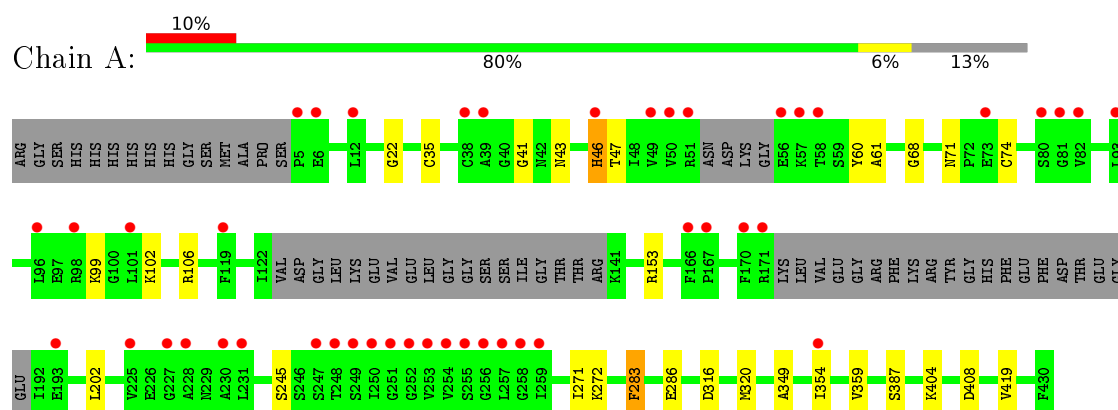 10%
Chain A:
80% 6% 13%
ARG GLY SER HIS HIS HIS HIS HIS HIS GLY SER MET ALA PRO SER P5 E6 L12 G22 C35 C38 A39 G40 G41 N42 N43 H46 T47 I48 V49 V50 R51 ASN ASP LYS GLY E56 K57 T58 S59 Y60 A61 G68 N71 P72 E73 C74 S80 G81 V82 L93
L96 E97 R98 K99 G100 L101 K102 R106 F119 I122 VAL ASP GLY LEU LYS GLU VAL GLU LEU GLY GLY SER SER ILE GLY THR THR ARG K141 R153 F166 P167 F170 R171 LYS LEU VAL GLU GLY ARG PHE LYS ARG TYR GLY HIS PHE GLU GLU PHE ASP THR GLU GLY
GLU I192 E193 L202 V225 E226 G227 A228 N229 A230 L231 S245 S246 S247 T248 S249 I250 G251 G252 V253 V254 S255 G256 L257 G258 I259 I271 K272 F283 E286 D316 M320 A349 I354 V359 S387 K404 D408 V419 F430